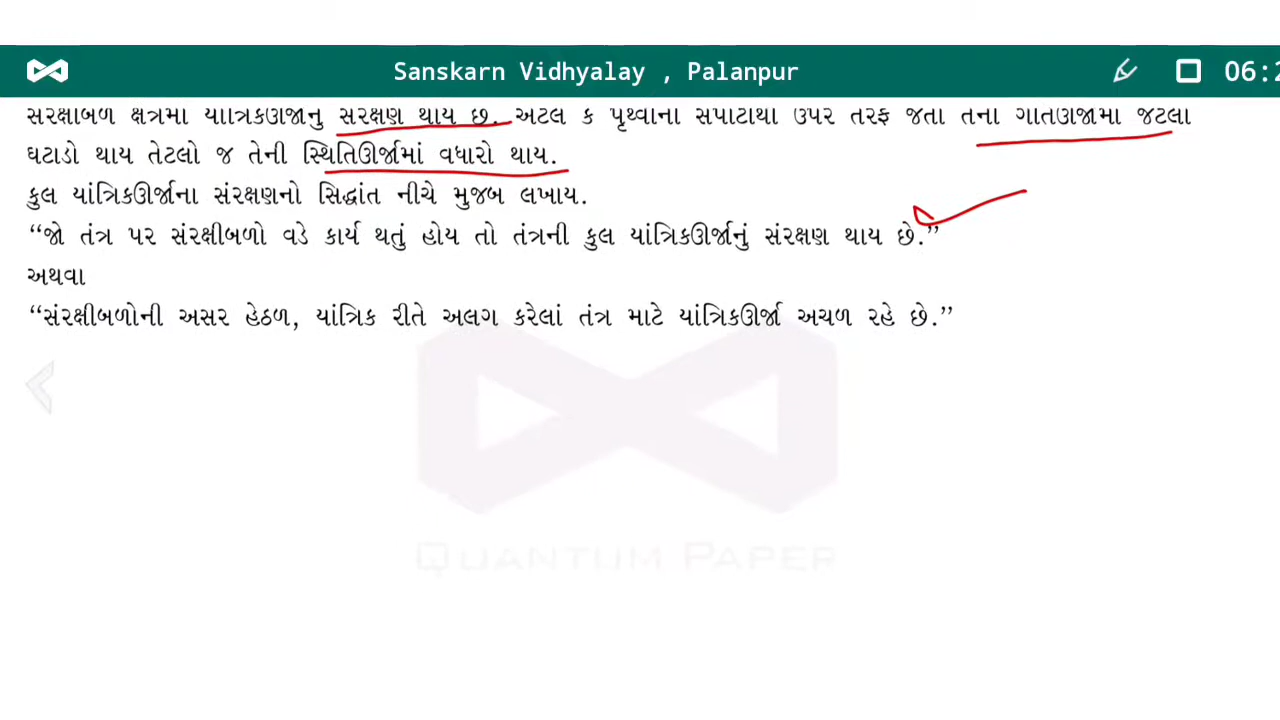 Sanskarn Vidhyalay , Palanpur
06:2
સંરક્ષીબળ ક્ષેત્રમાં યાંત્રિકઊર્જાનું સંરક્ષણ થાય છે. એટલે કે પૃથ્વીની સપાટીથી ઉપર તરફ જતાં તેની ગતિઊર્જામાં જેટલો
ઘટાડો થાય તેટલો જ તેની સ્થિતિઊર્જામાં વધારો થાય.
કુલ યાંત્રિકઊર્જાના સંરક્ષણનો સિદ્ધાંત નીચે મુજબ લખાય.
“જો તંત્ર પર સંરક્ષીબળો વડે કાર્ય થતું હોય તો તંત્રની કુલ યાંત્રિકઊર્જાનું સંરક્ષણ થાય છે.”
અથવા
“સંરક્ષીબળોની અસર હેઠળ, યાંત્રિક રીતે અલગ કરેલાં તંત્ર માટે યાંત્રિકઊર્જા અચળ રહે છે.”
QUANTUM PAPER